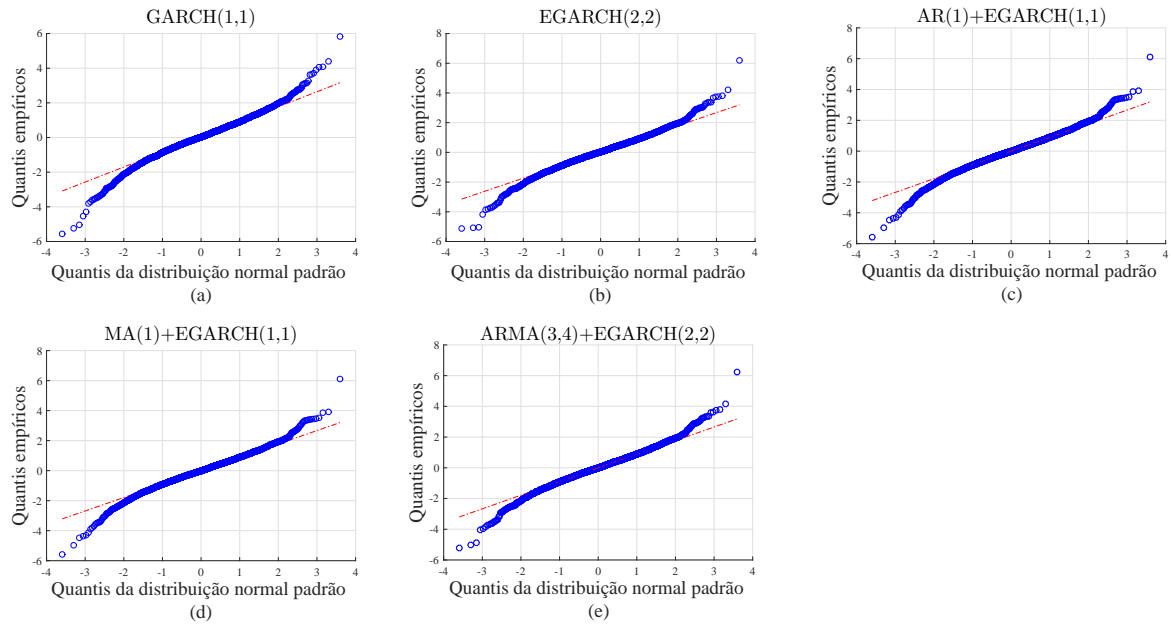 GARCH(1,1)
Quantis empíricos
6
4
2
0
-2
-4
-6
-4 -3 -2 -1 0 1 2 3 4
Quantis da distribuição normal padrão
(a)
EGARCH(2,2)
Quantis empíricos
8
6
4
2
0
-2
-4
-6
-4 -3 -2 -1 0 1 2 3 4
Quantis da distribuição normal padrão
(b)
AR(1)+EGARCH(1,1)
Quantis empíricos
8
6
4
2
0
-2
-4
-6
-4 -3 -2 -1 0 1 2 3 4
Quantis da distribuição normal padrão
(c)
MA(1)+EGARCH(1,1)
Quantis empíricos
8
6
4
2
0
-2
-4
-6
-4 -3 -2 -1 0 1 2 3 4
Quantis da distribuição normal padrão
(d)
ARMA(3,4)+EGARCH(2,2)
Quantis empíricos
8
6
4
2
0
-2
-4
-6
-4 -3 -2 -1 0 1 2 3 4
Quantis da distribuição normal padrão
(e)